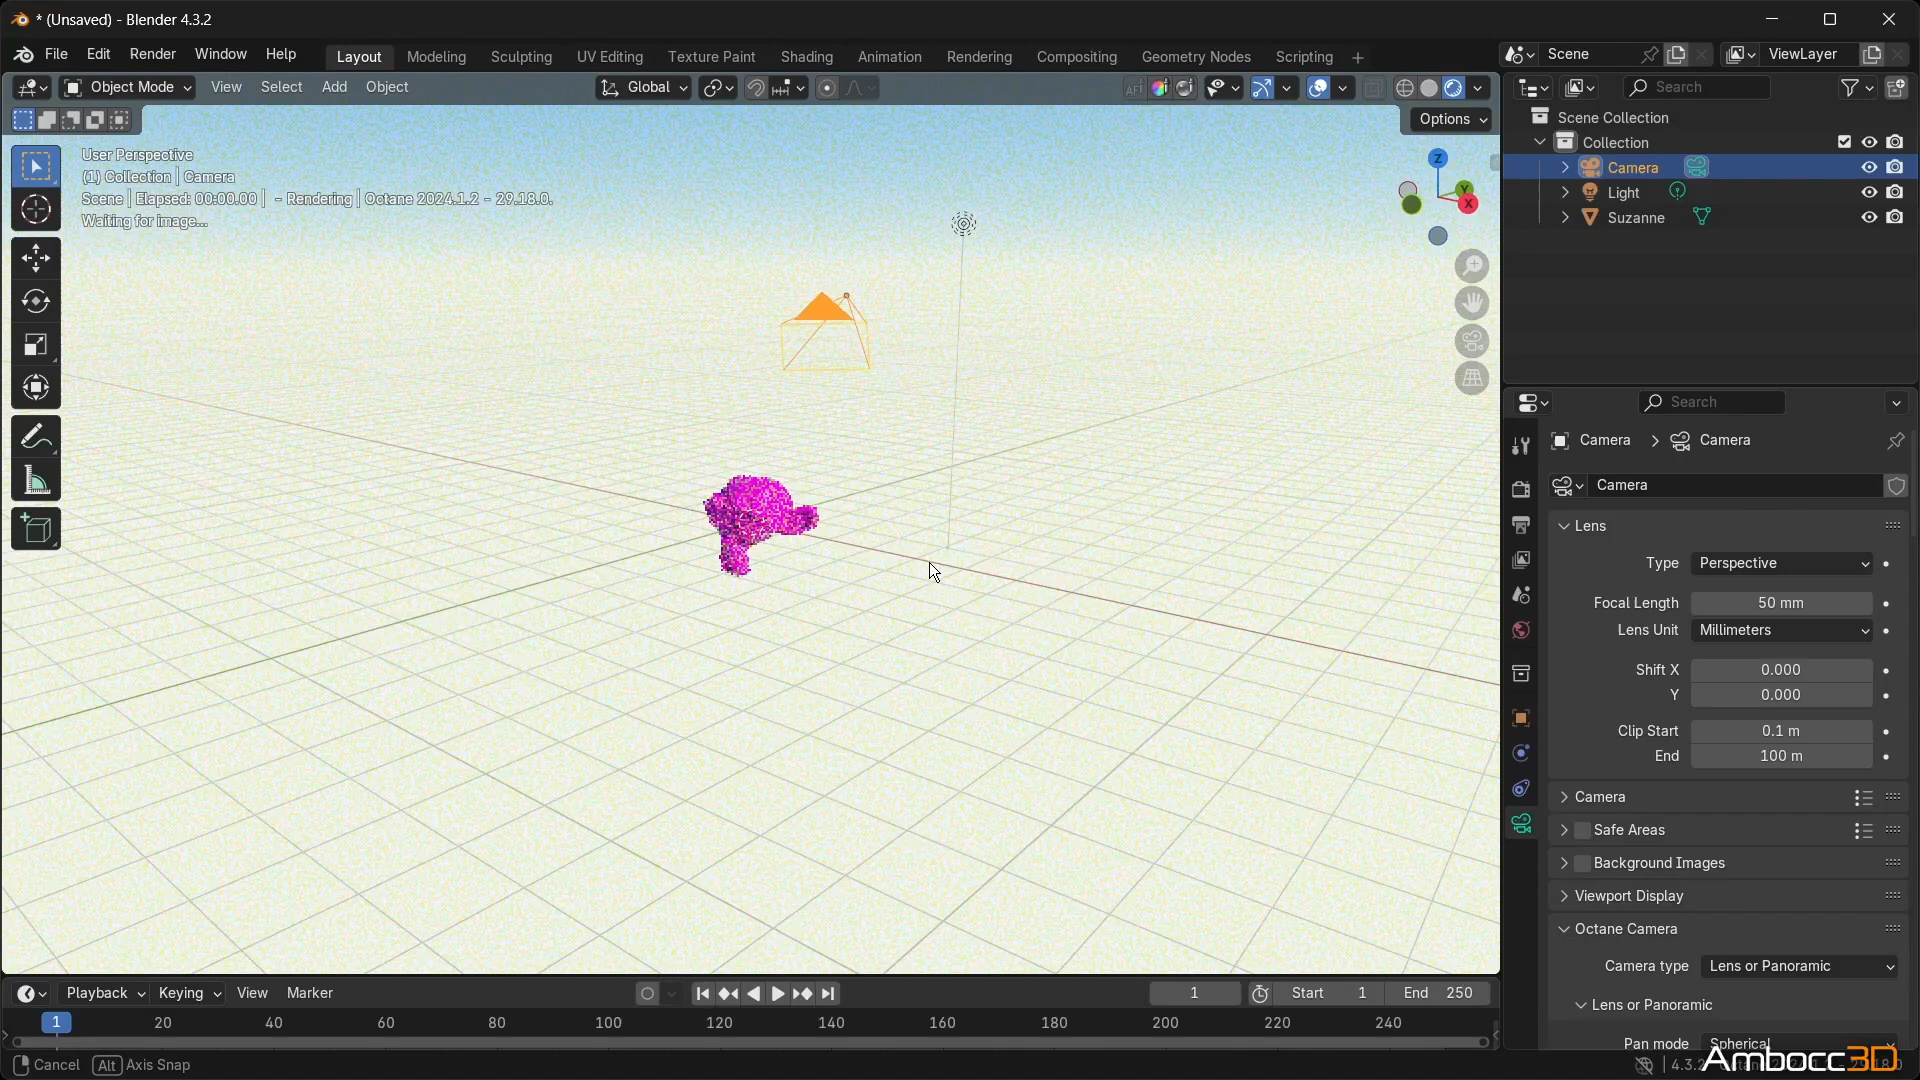 * (Unsaved) - Blender 4.3.2
File Edit Render Window Help
Layout Modeling Sculpting UV Editing Texture Paint Shading Animation Rendering Compositing Geometry Nodes Scripting +
Scene
ViewLayer
Object Mode View Select Add Object
Global
Search
Options
User Perspective
(1) Collection | Camera
Scene | Elapsed: 00:00.00 | - Rendering | Octane 2024.1.2 - 29.18.0.
Waiting for image...
Z
Y
X
Scene Collection
Collection
Camera
Light
Suzanne
Search
Camera > Camera
Camera
Lens
Type Perspective
Focal Length 50 mm
Lens Unit Millimeters
Shift X 0.000
Y 0.000
Clip Start 0.1 m
End 100 m
Camera
Safe Areas
Background Images
Viewport Display
Octane Camera
Camera type Lens or Panoramic
Lens or Panoramic
Pan mode Spherical
Playback Keying View Marker
1
Start 1
End 250
1 20 40 60 80 100 120 140 160 180 200 220 240
Cancel Alt Axis Snap
Ambocc3D